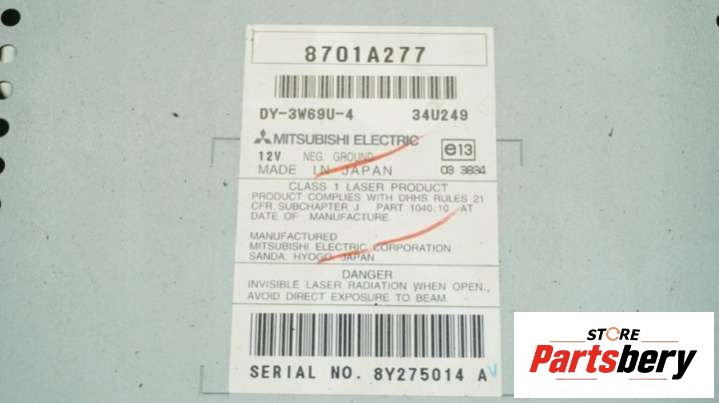 8701A277
DY-3W69U-4 34U249
MITSUBISHI ELECTRIC
12V NEG. GROUND e13
MADE IN JAPAN 03 3834
CLASS 1 LASER PRODUCT
PRODUCT COMPLIES WITH DHHS RULES 21
CFR SUBCHAPTER J PART 1040.10 AT
DATE OF MANUFACTURE.
MANUFACTURED
MITSUBISHI ELECTRIC CORPORATION
SANDA, HYOGO, JAPAN
DANGER
INVISIBLE LASER RADIATION WHEN OPEN.,
AVOID DIRECT EXPOSURE TO BEAM.
SERIAL NO. 8Y275014 A
STORE
Partsbery